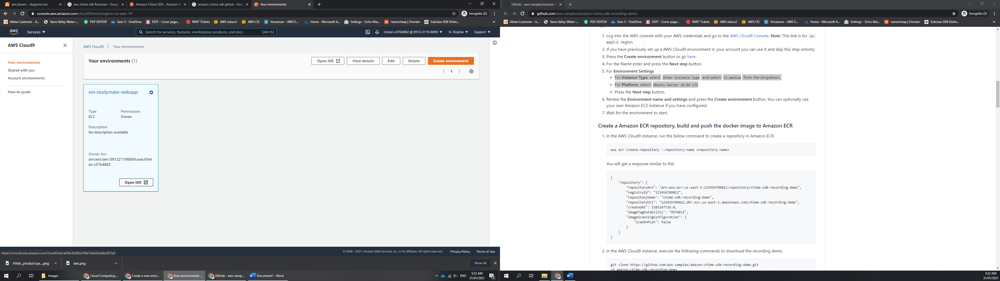 aws.drawio - diagrams.net
aws chime sdk flowchart - Googl
Amazon Chime SDK - Amazon W
amazon chime sdk github - Goog
Your environments
console.aws.amazon.com/cloud9/home?region=us-east-1#
Incognito (2)
Alinta Customer - A...
Yarra Valley Water :...
PDF EDITOR
Sem 3 - OneDrive
EDIT - Cover page...
RMIT Tickets
AWS educa1
AWS CIC
Vocareum - AWS E...
Home - Microsoft A...
Settings - Zoho Mai...
namecheap | Domain
Subclass 858 Distin...
»
aws
Services
Search for services, features, marketplace products, and docs
[Alt+S]
chetan-s3764882 @ 0912-2119-8899
N. Virginia
Support
AWS Cloud9
Your environments
Shared with you
Account environments
How-to guide
AWS Cloud9 > Your environments
Your environments (1)
Open IDE
View details
Edit
Delete
Create environment
1
sm-studymate-webapp
Type
EC2
Permissions
Owner
Description
No description available
Owner Arn
arn:aws:iam::091221198899:user/chet
an-s3764882
Open IDE
© 2008 - 2021, Amazon Web Services, Inc. or its affiliates. All rights reserved.
Privacy Policy
Terms of Use
https://console.aws.amazon.com/cloud9/ide/a654c43d63a149d1a0e2bcfa6ce815ef
FINAL_product-pa....png
aws.png
Show all
Images
Cloud Computing ...
Create a new envir...
Your environments ...
GitHub - aws-samp...
Document1 - Word
ENG
5:22 AM
31/01/2021
2
GitHub - aws-samples/amazon-c
github.com/aws-samples/amazon-chime-sdk-recording-demo
Incognito (2)
Alinta Customer - A...
Yarra Valley Water :...
PDF EDITOR
Sem 3 - OneDrive
EDIT - Cover page...
RMIT Tickets
AWS educa1
AWS CIC
Vocareum - AWS E...
Home - Microsoft A...
Settings - Zoho Mai...
namecheap | Domain
Subclass 858 Distin...
»
1. Log into the AWS console with your AWS credentials and go to the AWS Cloud9 Console. Note: This link is for us-
east-1 region.
2. If you have previously set up a AWS Cloud9 environment in your account you can use it and skip this step entirely.
3. Press the Create environment button or go here.
4. For the Name enter and press the Next step button.
5. For Environment Settings
For Instance Type, select Other instance type and select t3.medium from the dropdown.
For Platform, select Ubuntu Server 18.04 LTS
Press the Next step button.
6. Review the Environment name and settings and press the Create environment button. You can optionally use
your own Amazon EC2 instance if you have configured.
7. Wait for the environment to start.
Create a Amazon ECR repository, build and push the docker image to Amazon ECR
1. In the AWS Cloud9 instance, run the below command to create a repository in Amazon ECR
aws ecr create-repository --repository-name <repository-name>
You will get a response similar to this
{
"repository": {
"repositoryArn": "arn:aws:ecr:us-east-1:123456789012:repository/chime-sdk-recording-demo",
"registryId": "123456789012",
"repositoryName": "chime-sdk-recording-demo",
"repositoryUri": "123456789012.dkr.ecr.us-east-1.amazonaws.com/chime-sdk-recording-demo",
"createdAt": 1585247726.0,
"imageTagMutability": "MUTABLE",
"imageScanningConfiguration": {
"scanOnPush": false
}
}
}
2. In the AWS Cloud9 instance, execute the following commands to download the recording demo.
git clone https://github.com/aws-samples/amazon-chime-sdk-recording-demo.git
cd amazon-chime-sdk-recording-demo
5:22 AM
31/01/2021